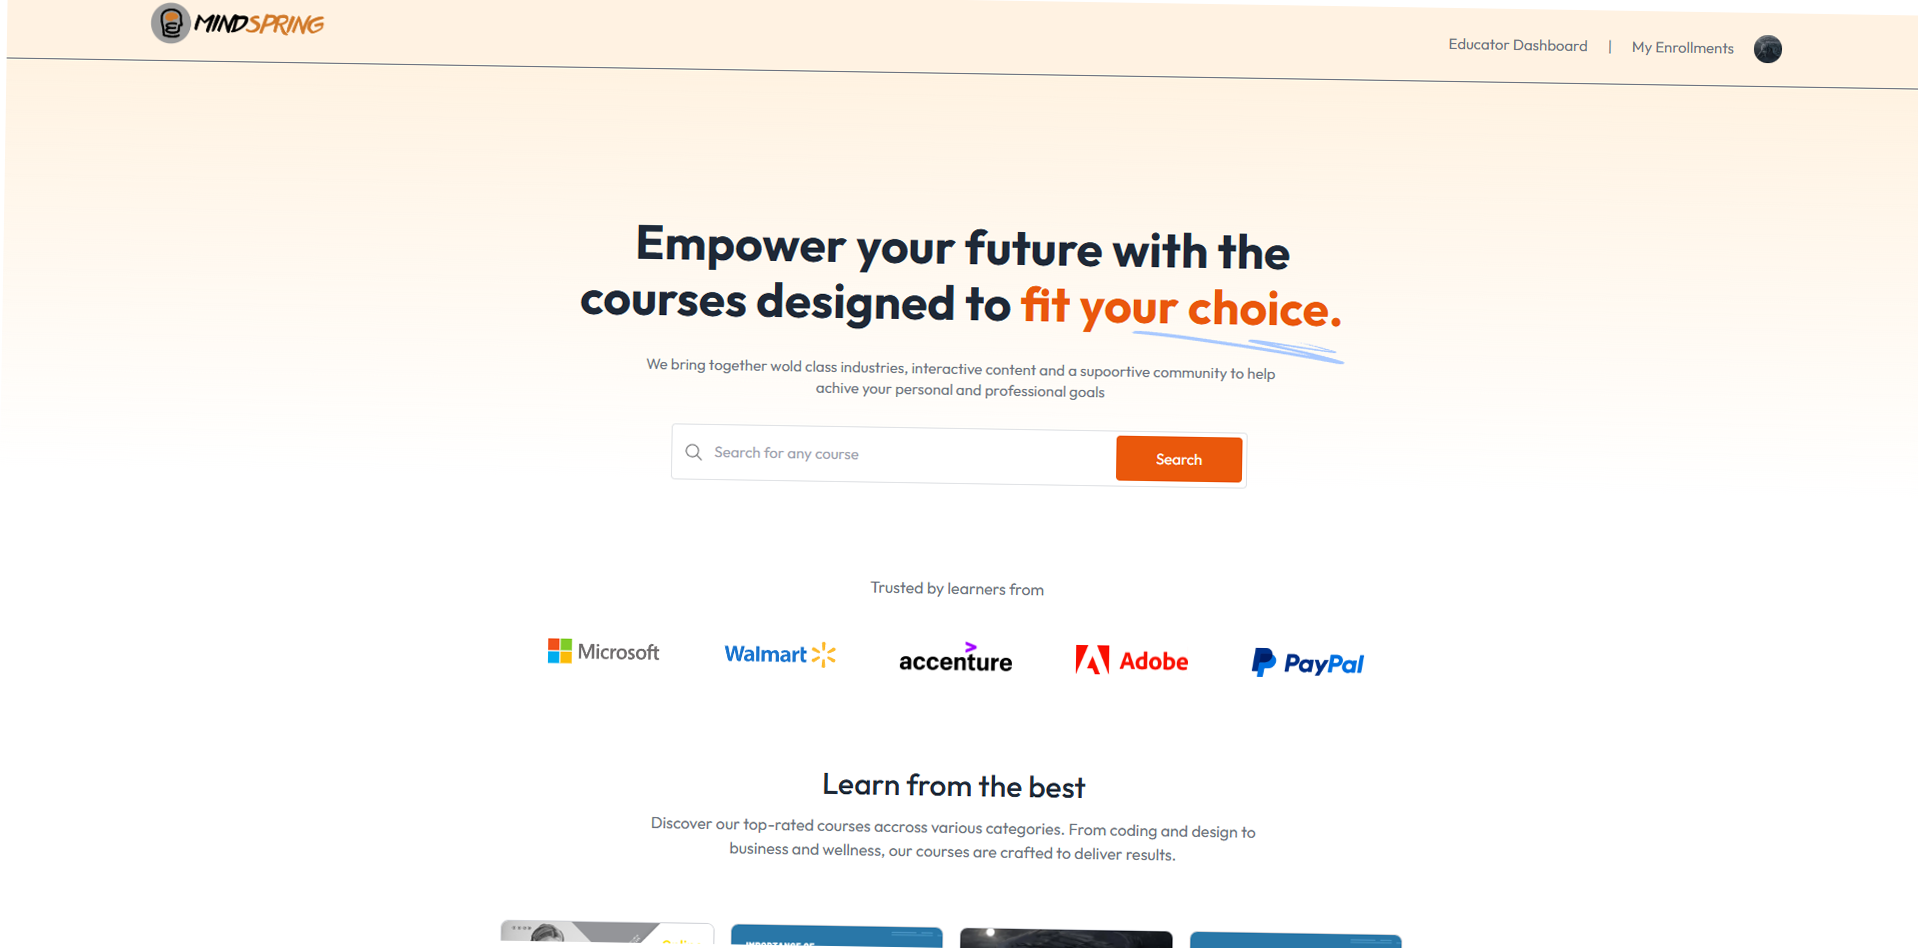 MINDSPRING
Educator Dashboard | My Enrollments
Empower your future with the
courses designed to fit your choice.
We bring together wold class industries, interactive content and a supoortive community to help
achive your personal and professional goals
Search for any course
Search
Trusted by learners from
Microsoft
Walmart
accenture
Adobe
PayPal
Learn from the best
Discover our top-rated courses accross various categories. From coding and design to
business and wellness, our courses are crafted to deliver results.